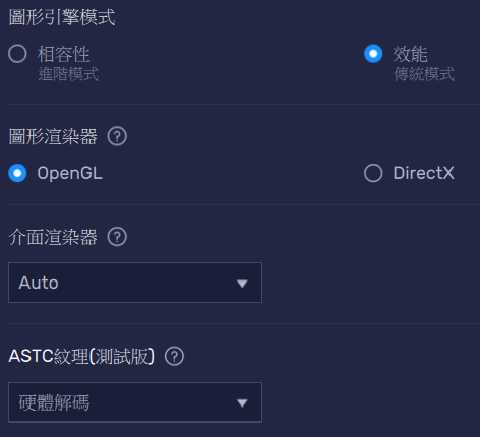 圖形引擎模式
相容性
進階模式
效能
傳統模式
圖形渲染器 ?
OpenGL
DirectX
介面渲染器 ?
Auto
ASTC紋理(測試版) ?
硬體解碼